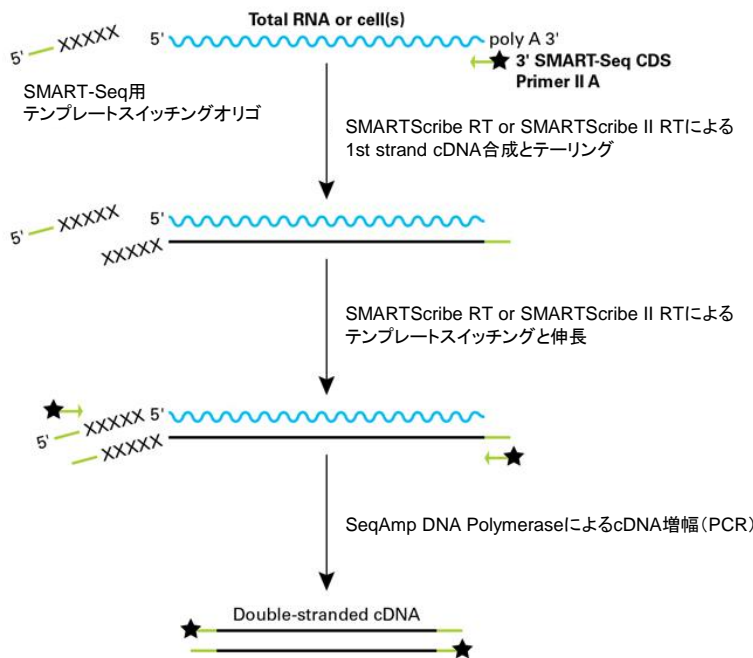 Total RNA or cell(s)
5' XXXXX
5' poly A 3'
3' SMART-Seq CDS
Primer II A
SMART-Seq用
テンプレートスイッチングオリゴ
SMARTScribe RT or SMARTScribe II RTによる
1st strand cDNA合成とテーリング
5' XXXXX
5'
XXXXX
SMARTScribe RT or SMARTScribe II RTによる
テンプレートスイッチングと伸長
5' XXXXX 5'
XXXXX
SeqAmp DNA PolymeraseによるcDNA増幅(PCR)
Double-stranded cDNA